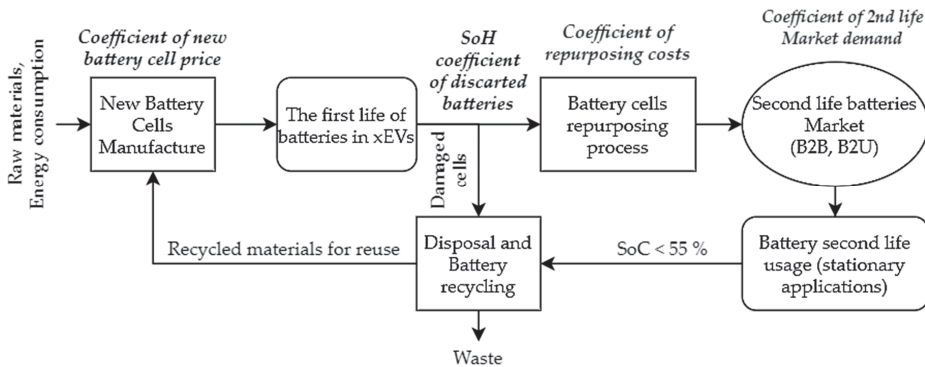 Raw materials,
Energy consumption
Coefficient of new
battery cell price
New Battery
Cells
Manufacture
The first life of
batteries in xEVs
SoH
coefficient
of discarted
batteries
Damaged
cells
Coefficient of
repurposing costs
Battery cells
repurposing
process
Coefficient of 2nd life
Market demand
Second life batteries
Market
(B2B, B2U)
Recycled materials for reuse
Disposal and
Battery
recycling
SoC < 55 %
Battery second life
usage (stationary
applications)
Waste